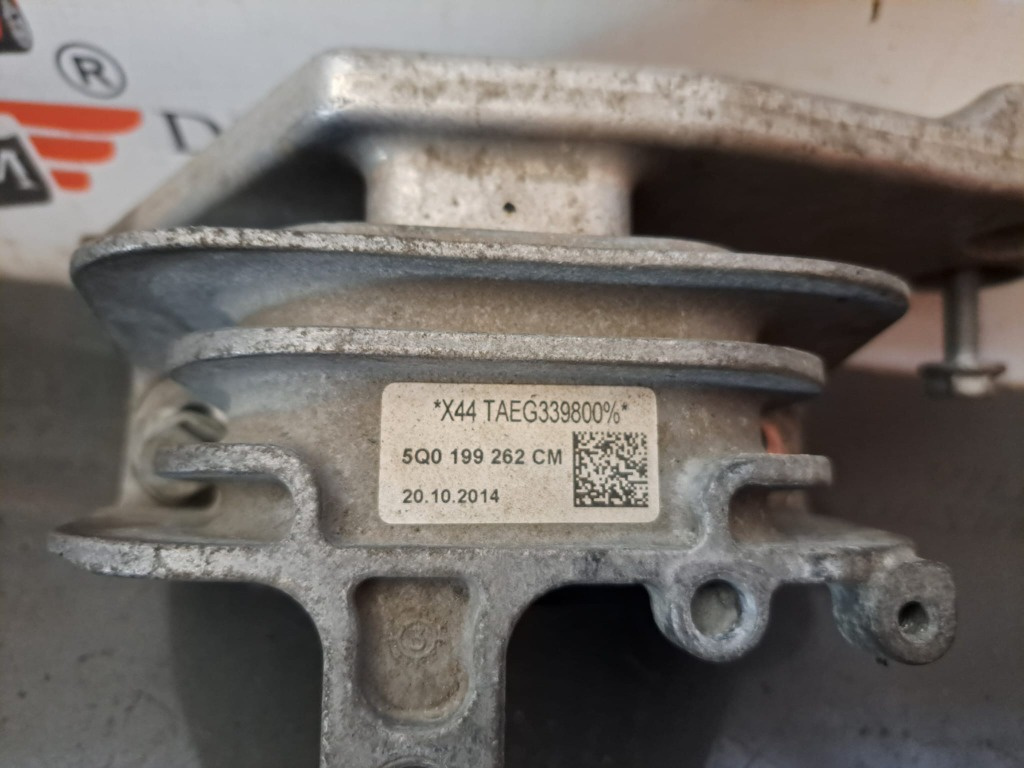 ®
D
M
*X44 TAEG339800%*
5Q0 199 262 CM
20.10.2014